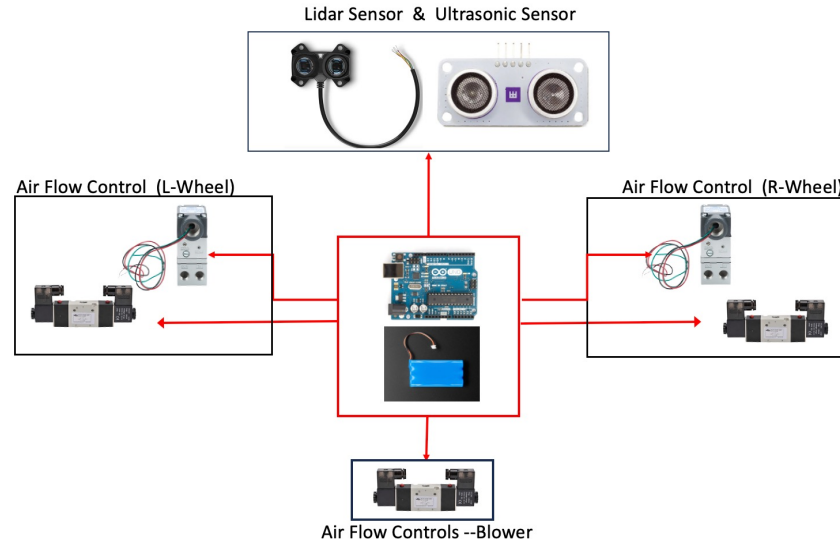 Lidar Sensor & Ultrasonic Sensor
Air Flow Control (L-Wheel)
Air Flow Control (R-Wheel)
Air Flow Controls --Blower